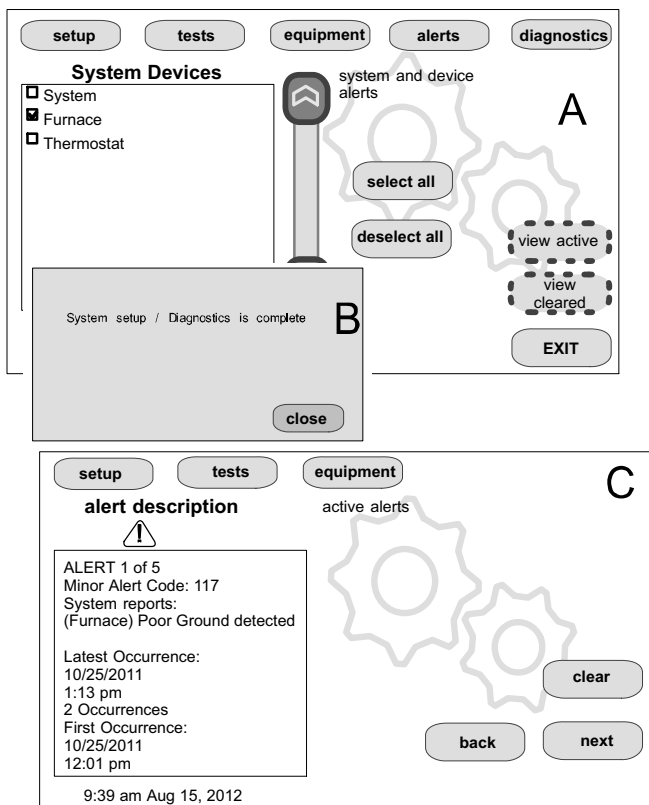 setup tests equipment alerts diagnostics
System Devices
system and device
alerts
A
System
Furnace
Thermostat
select all
deselect all
view active
view
cleared
EXIT
System setup / Diagnostics is complete
B
close
setup tests equipment
C
alert description
active alerts
ALERT 1 of 5
Minor Alert Code: 117
System reports:
(Furnace) Poor Ground detected
Latest Occurrence:
10/25/2011
1:13 pm
2 Occurrences
First Occurrence:
10/25/2011
12:01 pm
clear
back next
9:39 am Aug 15, 2012